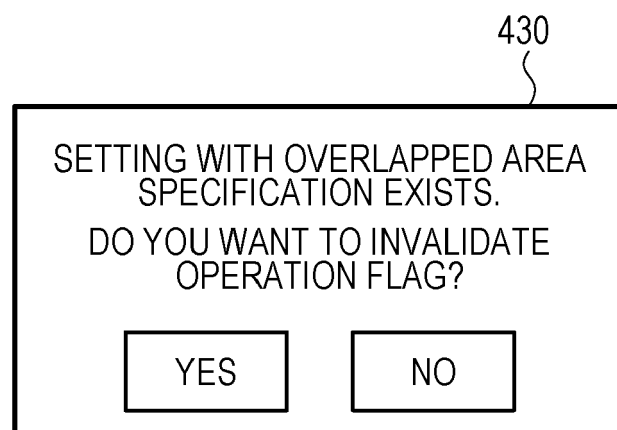 430
SETTING WITH OVERLAPPED AREA
SPECIFICATION EXISTS.
DO YOU WANT TO INVALIDATE
OPERATION FLAG?
YES NO